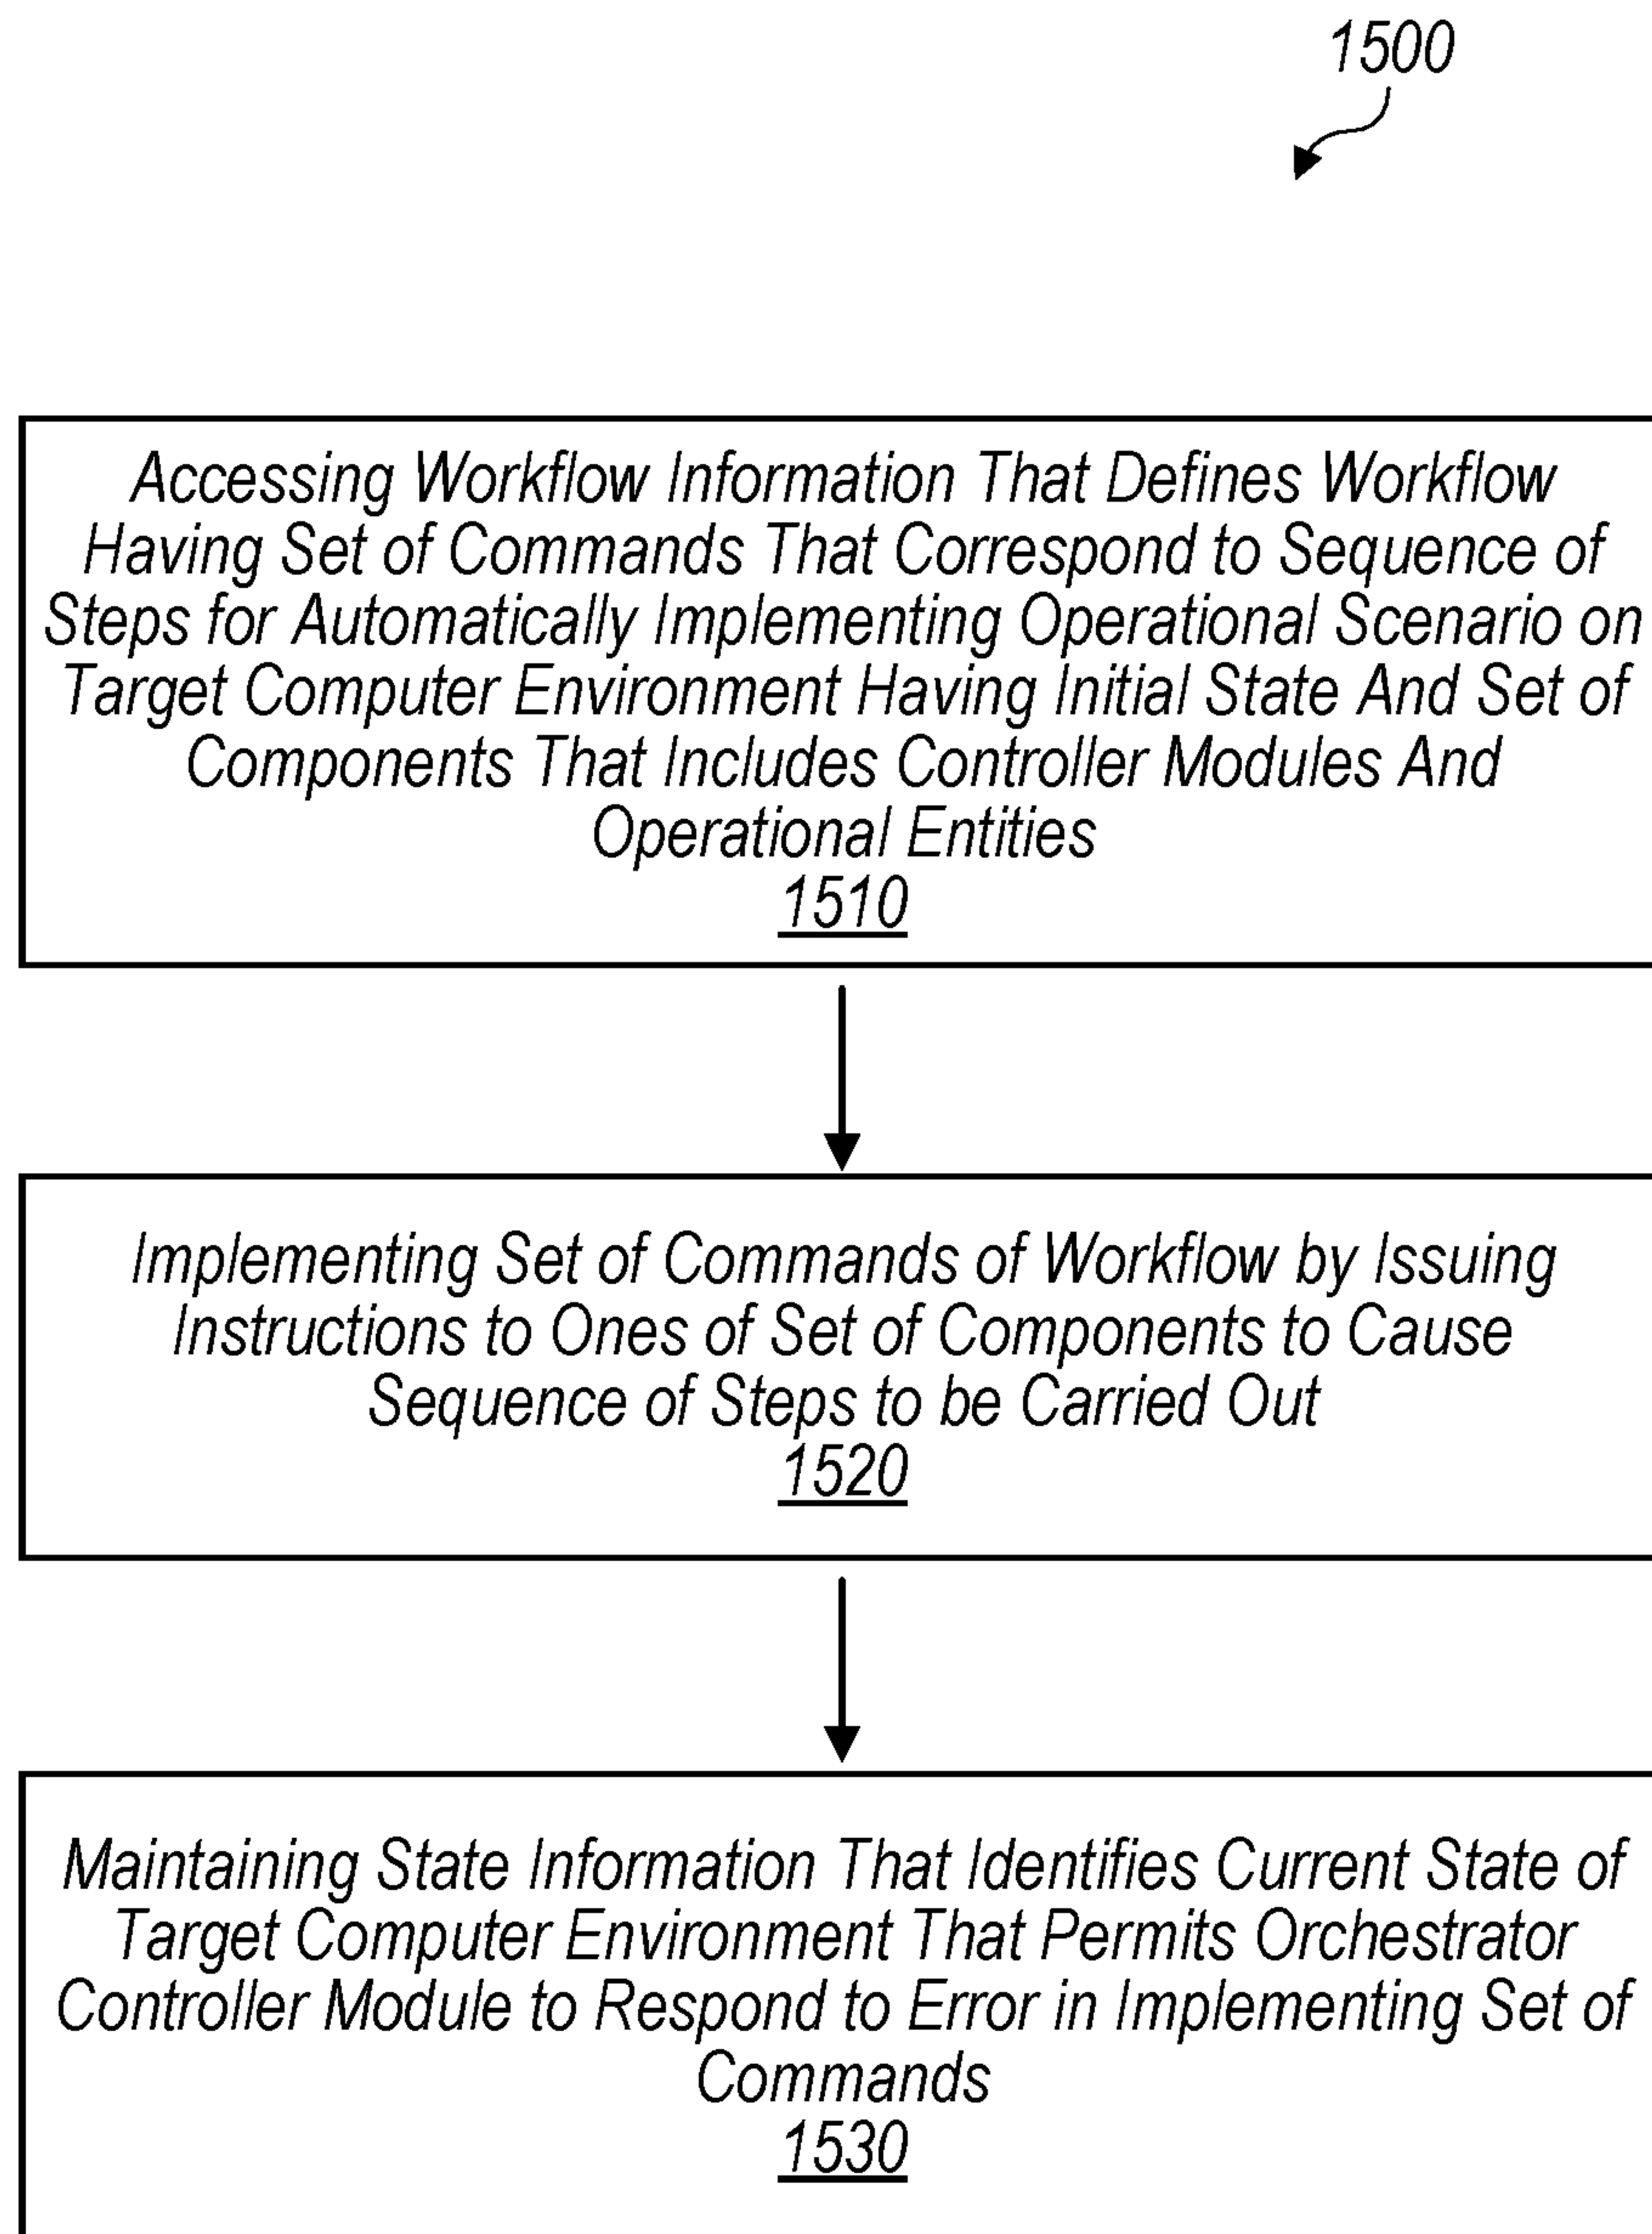 1500
Accessing Workflow Information That Defines Workflow
Having Set of Commands That Correspond to Sequence of
Steps for Automatically Implementing Operational Scenario on
Target Computer Environment Having Initial State And Set of
Components That Includes Controller Modules And
Operational Entities
1510
Implementing Set of Commands of Workflow by Issuing
Instructions to Ones of Set of Components to Cause
Sequence of Steps to be Carried Out
1520
Maintaining State Information That Identifies Current State of
Target Computer Environment That Permits Orchestrator
Controller Module to Respond to Error in Implementing Set of
Commands
1530